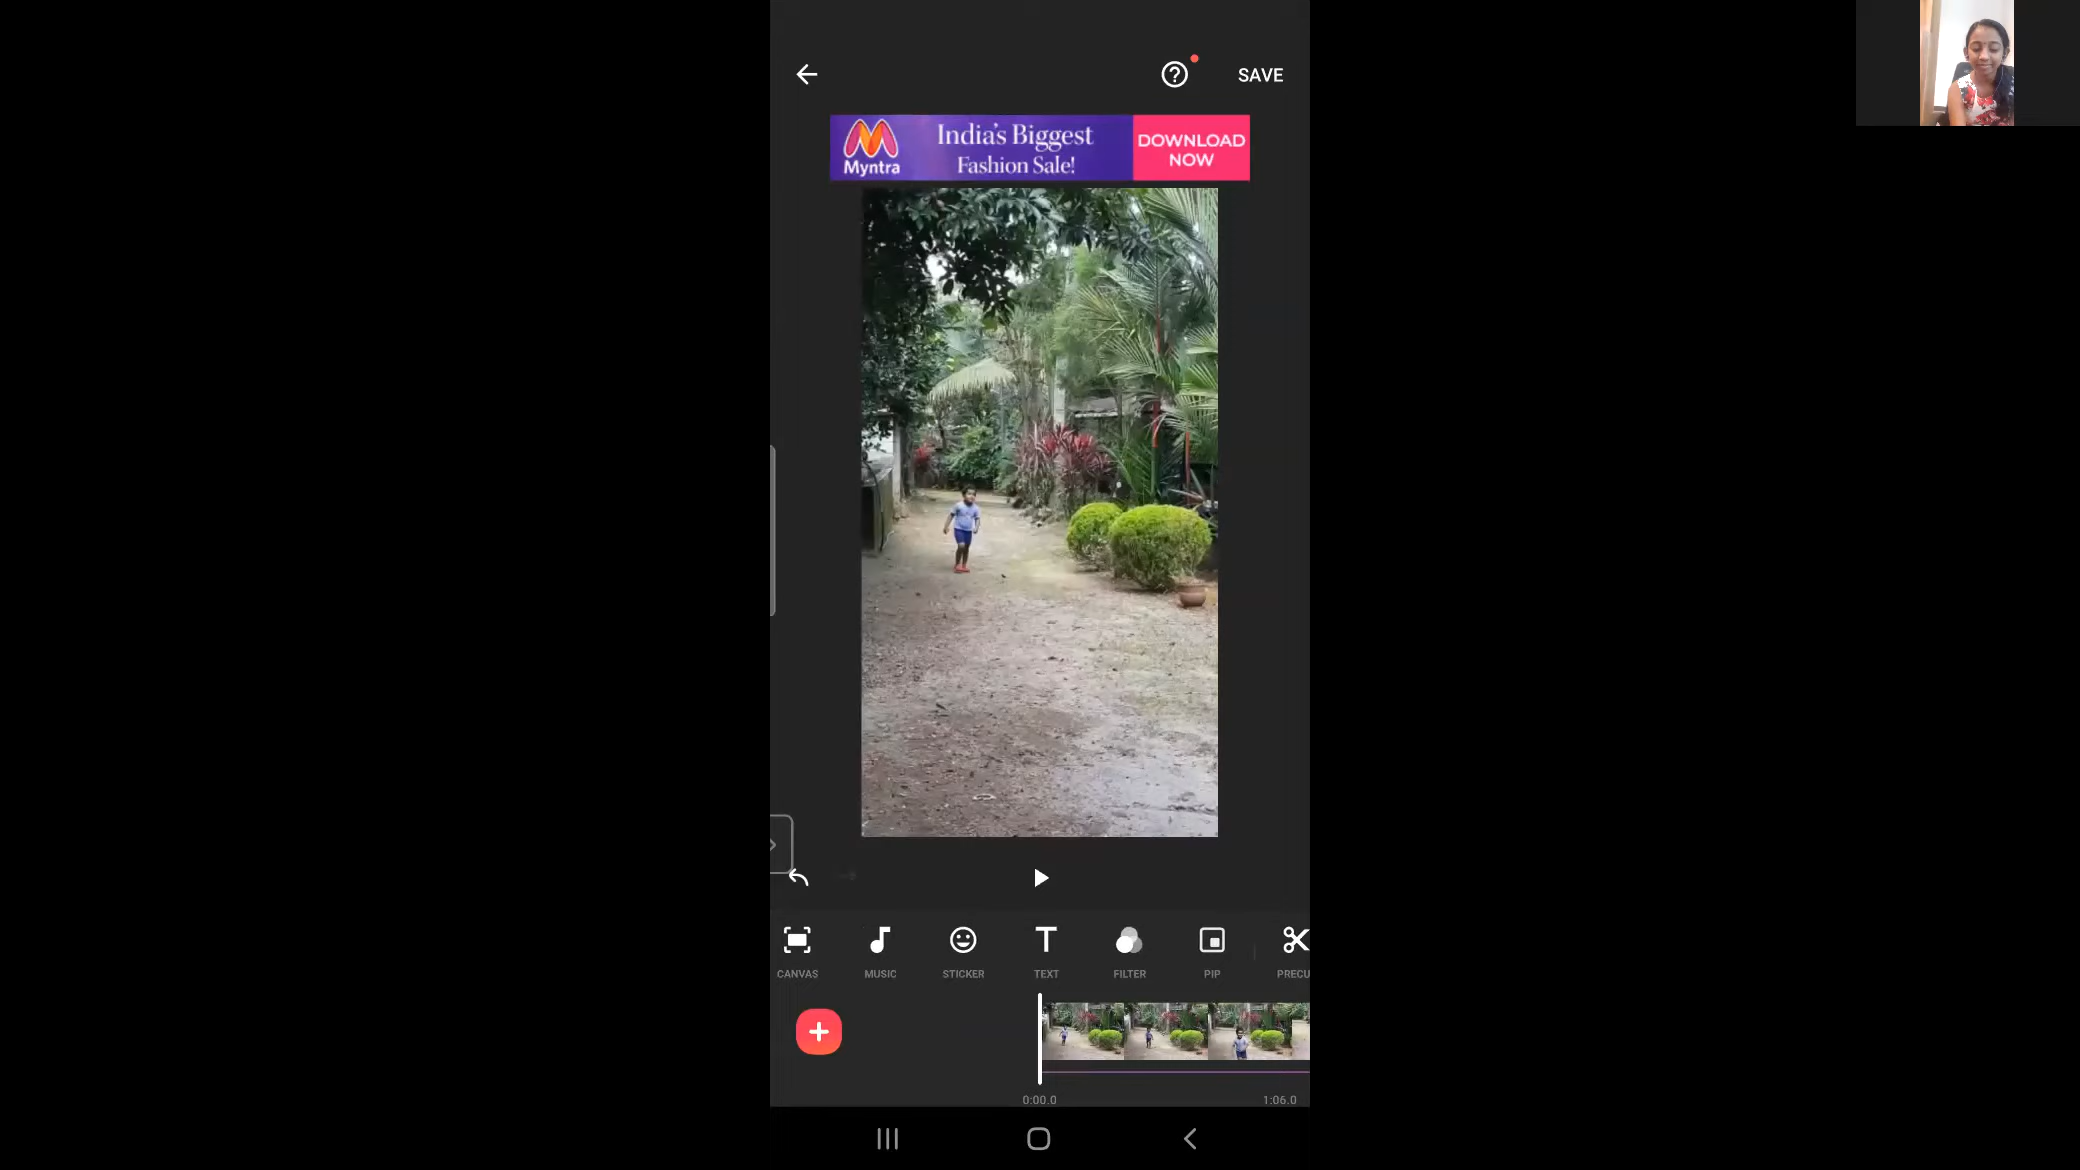 SAVE
Myntra
India's Biggest
Fashion Sale!
DOWNLOAD
NOW
CANVAS
MUSIC
STICKER
TEXT
FILTER
PIP
PRECU
0:00.0
1:06.0